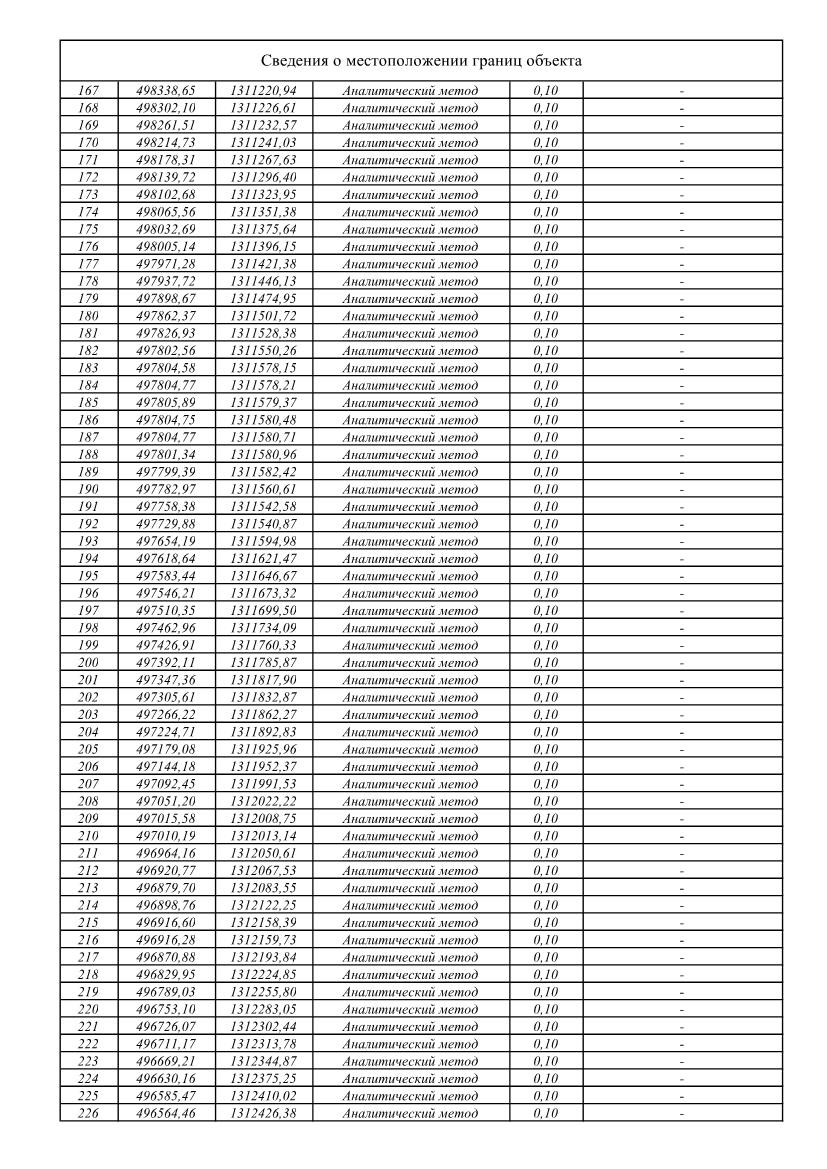 Сведения о местоположении границ объекта
167 498338,65 1311220,94 Аналитический метод 0,10 -
168 498302,10 1311226,61 Аналитический метод 0,10 -
169 498261,51 1311232,57 Аналитический метод 0,10 -
170 498214,73 1311241,03 Аналитический метод 0,10 -
171 498178,31 1311267,63 Аналитический метод 0,10 -
172 498139,72 1311296,40 Аналитический метод 0,10 -
173 498102,68 1311323,95 Аналитический метод 0,10 -
174 498065,56 1311351,38 Аналитический метод 0,10 -
175 498032,69 1311375,64 Аналитический метод 0,10 -
176 498005,14 1311396,15 Аналитический метод 0,10 -
177 497971,28 1311421,38 Аналитический метод 0,10 -
178 497937,72 1311446,13 Аналитический метод 0,10 -
179 497898,67 1311474,95 Аналитический метод 0,10 -
180 497862,37 1311501,72 Аналитический метод 0,10 -
181 497826,93 1311528,38 Аналитический метод 0,10 -
182 497802,56 1311550,26 Аналитический метод 0,10 -
183 497804,58 1311578,15 Аналитический метод 0,10 -
184 497804,77 1311578,21 Аналитический метод 0,10 -
185 497805,89 1311579,37 Аналитический метод 0,10 -
186 497804,75 1311580,48 Аналитический метод 0,10 -
187 497804,77 1311580,71 Аналитический метод 0,10 -
188 497801,34 1311580,96 Аналитический метод 0,10 -
189 497799,39 1311582,42 Аналитический метод 0,10 -
190 497782,97 1311560,61 Аналитический метод 0,10 -
191 497758,38 1311542,58 Аналитический метод 0,10 -
192 497729,88 1311540,87 Аналитический метод 0,10 -
193 497654,19 1311594,98 Аналитический метод 0,10 -
194 497618,64 1311621,47 Аналитический метод 0,10 -
195 497583,44 1311646,67 Аналитический метод 0,10 -
196 497546,21 1311673,32 Аналитический метод 0,10 -
197 497510,35 1311699,50 Аналитический метод 0,10 -
198 497462,96 1311734,09 Аналитический метод 0,10 -
199 497426,91 1311760,33 Аналитический метод 0,10 -
200 497392,11 1311785,87 Аналитический метод 0,10 -
201 497347,36 1311817,90 Аналитический метод 0,10 -
202 497305,61 1311832,87 Аналитический метод 0,10 -
203 497266,22 1311862,27 Аналитический метод 0,10 -
204 497224,71 1311892,83 Аналитический метод 0,10 -
205 497179,08 1311925,96 Аналитический метод 0,10 -
206 497144,18 1311952,37 Аналитический метод 0,10 -
207 497092,45 1311991,53 Аналитический метод 0,10 -
208 497051,20 1312022,22 Аналитический метод 0,10 -
209 497015,58 1312008,75 Аналитический метод 0,10 -
210 497010,19 1312013,14 Аналитический метод 0,10 -
211 496964,16 1312050,61 Аналитический метод 0,10 -
212 496920,77 1312067,53 Аналитический метод 0,10 -
213 496879,70 1312083,55 Аналитический метод 0,10 -
214 496898,76 1312122,25 Аналитический метод 0,10 -
215 496916,60 1312158,39 Аналитический метод 0,10 -
216 496916,28 1312159,73 Аналитический метод 0,10 -
217 496870,88 1312193,84 Аналитический метод 0,10 -
218 496829,95 1312224,85 Аналитический метод 0,10 -
219 496789,03 1312255,80 Аналитический метод 0,10 -
220 496753,10 1312283,05 Аналитический метод 0,10 -
221 496726,07 1312302,44 Аналитический метод 0,10 -
222 496711,17 1312313,78 Аналитический метод 0,10 -
223 496669,21 1312344,87 Аналитический метод 0,10 -
224 496630,16 1312375,25 Аналитический метод 0,10 -
225 496585,47 1312410,02 Аналитический метод 0,10 -
226 496564,46 1312426,38 Аналитический метод 0,10 -